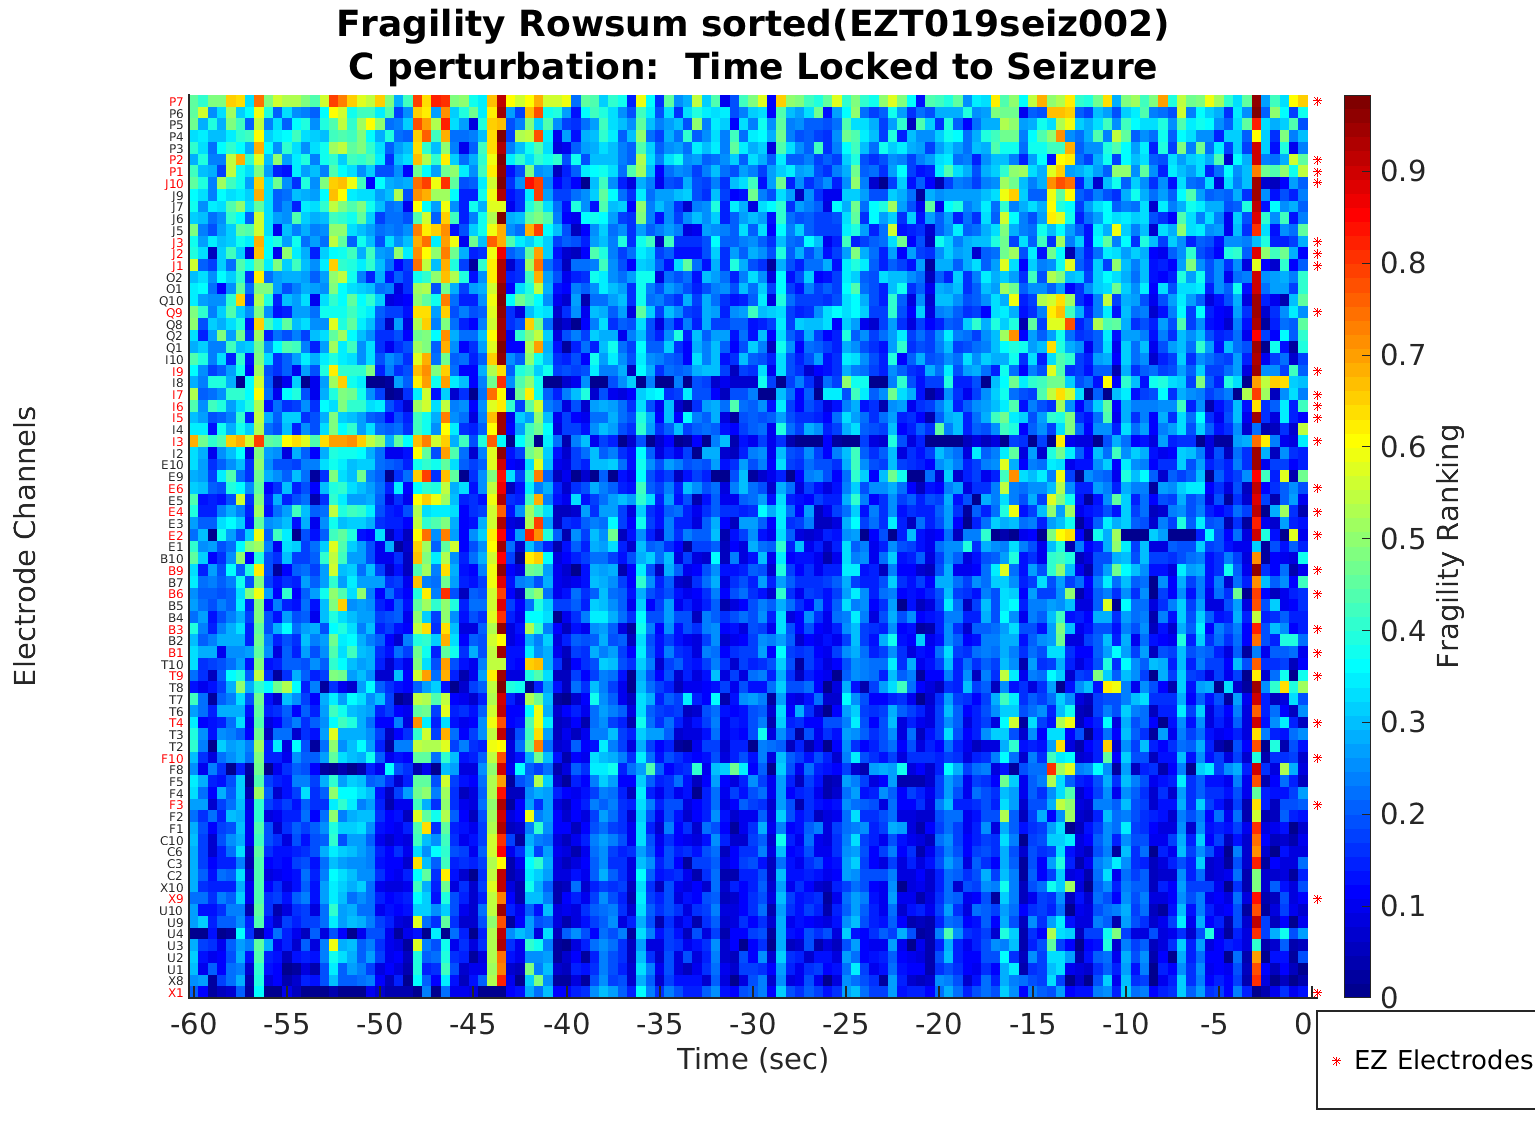 Fragility Rowsum sorted(EZT019seiz002)
C perturbation:  Time Locked to Seizure
Electrode Channels
P7
P6
P5
P4
P3
P2
P1
J10
J9
J7
J6
J5
J3
J2
J1
O2
O1
Q10
Q9
Q8
Q2
Q1
I10
I9
I8
I7
I6
I5
I4
I3
I2
E10
E9
E6
E5
E4
E3
E2
E1
B10
B9
B7
B6
B5
B4
B3
B2
B1
T10
T9
T8
T7
T6
T4
T3
T2
F10
F8
F5
F4
F3
F2
F1
C10
C6
C3
C2
X10
X9
U10
U9
U4
U3
U2
U1
X8
X1
-60 -55 -50 -45 -40 -35 -30 -25 -20 -15 -10 -5 0
Time (sec)
0.9
0.8
0.7
0.6
0.5
0.4
0.3
0.2
0.1
0
Fragility Ranking
EZ Electrodes